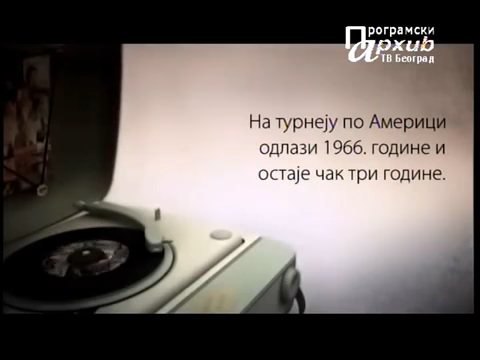 Програмски
Архив
ТВ Београд
На турнеју по Америци
одлази 1966. године и
остаје чак три године.